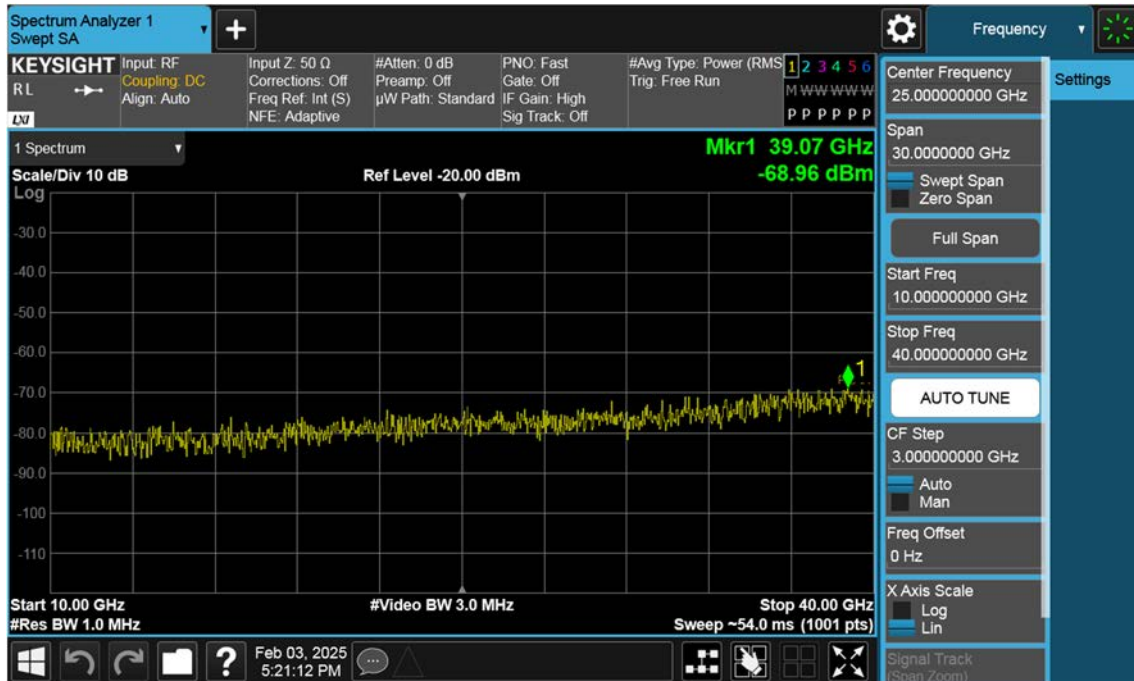 Spectrum Analyzer 1
Swept SA
Frequency
KEYSIGHT
RL
LXI
Input: RF
Coupling: DC
Align: Auto
Input Z: 50 Ω
Corrections: Off
Freq Ref: Int (S)
NFE: Adaptive
#Atten: 0 dB
Preamp: Off
µW Path: Standard
PNO: Fast
Gate: Off
IF Gain: High
Sig Track: Off
#Avg Type: Power (RMS
Trig: Free Run
1 2 3 4 5 6
M W W W W W
P P P P P P
1 Spectrum
Mkr1 39.07 GHz
-68.96 dBm
Scale/Div 10 dB
Ref Level -20.00 dBm
Log
-30.0
-40.0
-50.0
-60.0
-70.0
-80.0
-90.0
-100
-110
1
Start 10.00 GHz
#Video BW 3.0 MHz
Stop 40.00 GHz
#Res BW 1.0 MHz
Sweep ~54.0 ms (1001 pts)
Feb 03, 2025
5:21:12 PM
Center Frequency
25.000000000 GHz
Span
30.0000000 GHz
Swept Span
Zero Span
Full Span
Start Freq
10.000000000 GHz
Stop Freq
40.000000000 GHz
AUTO TUNE
CF Step
3.000000000 GHz
Auto
Man
Freq Offset
0 Hz
X Axis Scale
Log
Lin
Signal Track
(Span Zoom)
Settings